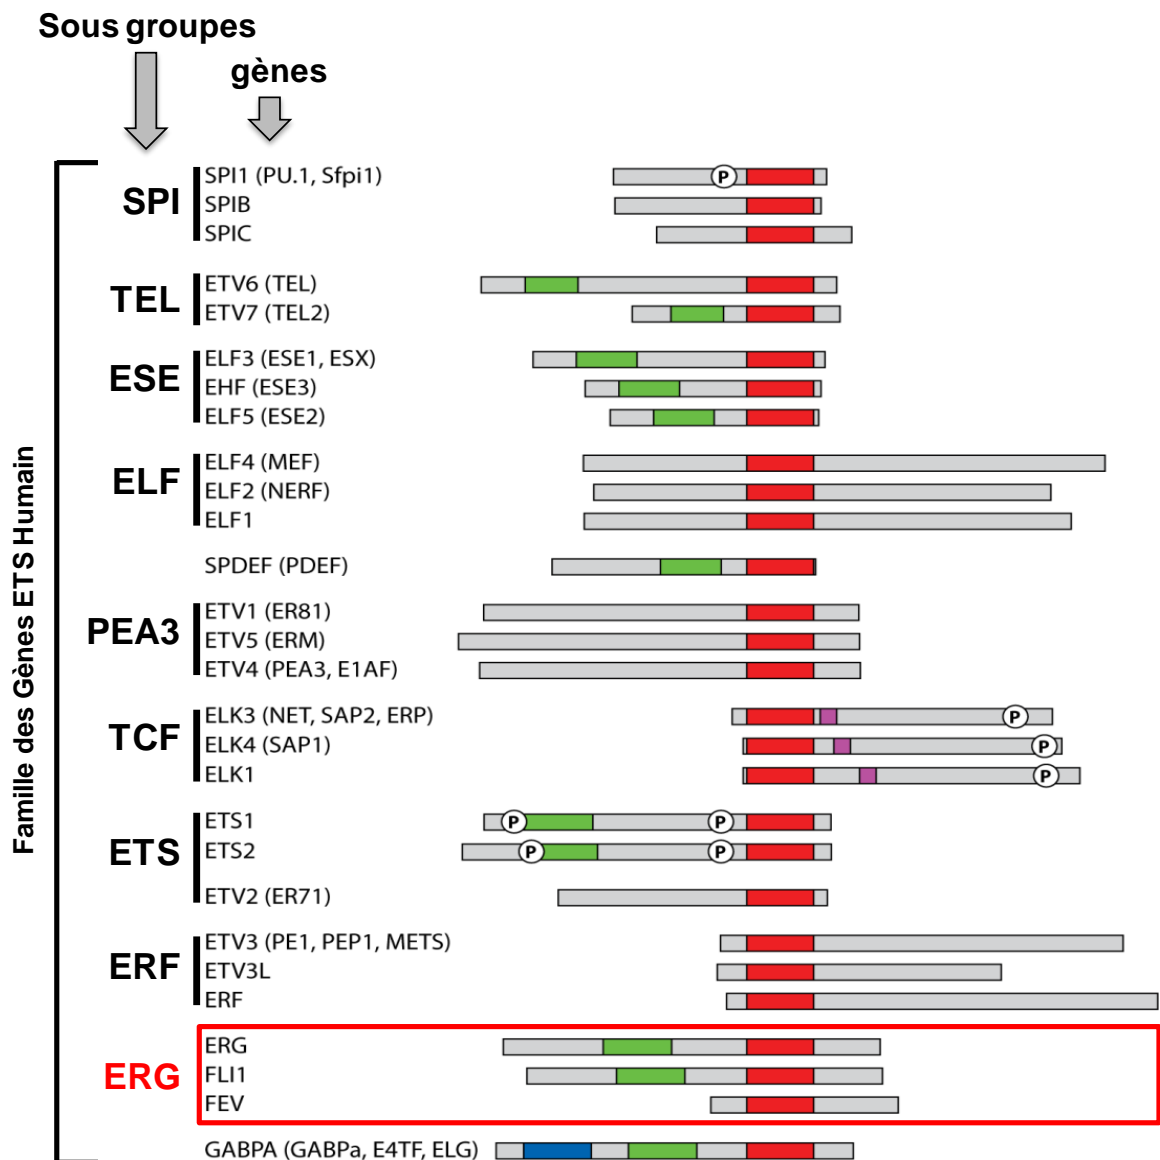 Sous groupes
gènes
Famille des Gènes ETS Humain
SPI
SPI1 (PU.1, Sfpi1)
P
SPIB
SPIC
TEL
ETV6 (TEL)
ETV7 (TEL2)
ESE
ELF3 (ESE1, ESX)
EHF (ESE3)
ELF5 (ESE2)
ELF
ELF4 (MEF)
ELF2 (NERF)
ELF1
SPDEF (PDEF)
PEA3
ETV1 (ER81)
ETV5 (ERM)
ETV4 (PEA3, E1AF)
TCF
ELK3 (NET, SAP2, ERP)
P
ELK4 (SAP1)
P
ELK1
P
ETS
ETS1
P P
ETS2
P P
ETV2 (ER71)
ERF
ETV3 (PE1, PEP1, METS)
ETV3L
ERF
ERG
ERG
FLI1
FEV
GABPA (GABPa, E4TF, ELG)